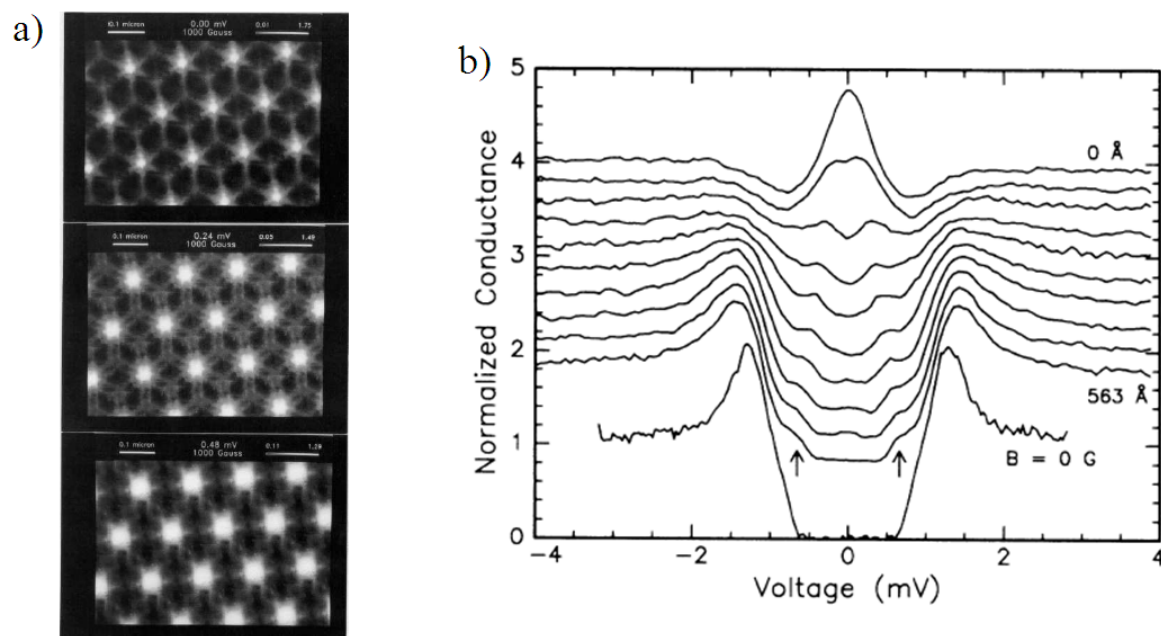 a)
0.1 micron 0.00 mV 0.01 1.75
1000 Gauss
0.1 micron 0.24 mV 0.05 1.49
1000 Gauss
0.1 micron 0.48 mV 0.11 1.28
1000 Gauss
b)
Normalized Conductance
5
4
3
2
1
0
0 Å
563 Å
B = 0 G
−4 −2 0 2 4
Voltage (mV)